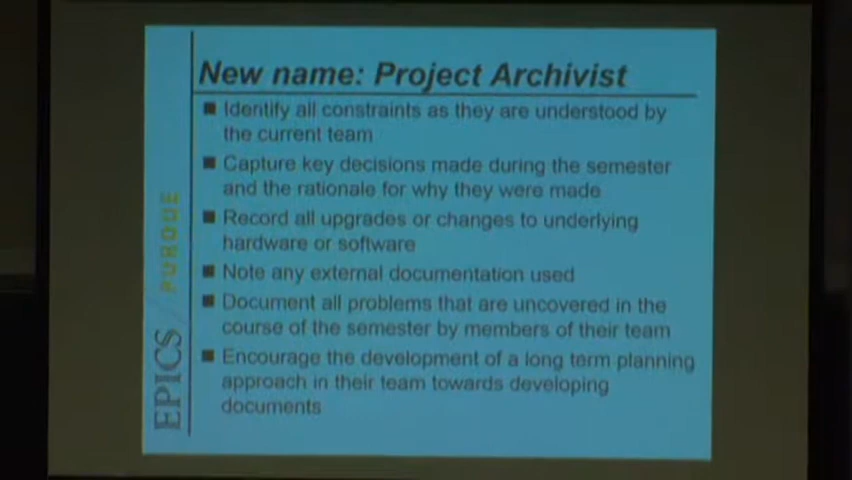 New name: Project Archivist
Identify all constraints as they are understood by
the current team
Capture key decisions made during the semester
and the rationale for why they were made
Record all upgrades or changes to underlying
hardware or software
Note any external documentation used
Document all problems that are uncovered in the
course of the semester by members of their team
Encourage the development of a long term planning
approach in their team towards developing
documents
EPICS // PURDUE